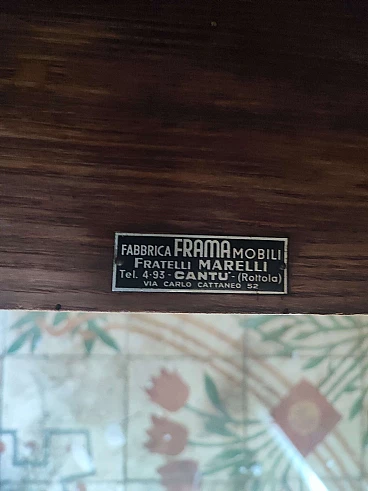 FABBRICA FRAMA MOBILI
FRATELLI MARELLI
Tel. 4-93 - CANTU' - (Rottola)
VIA CARLO CATTANEO 52